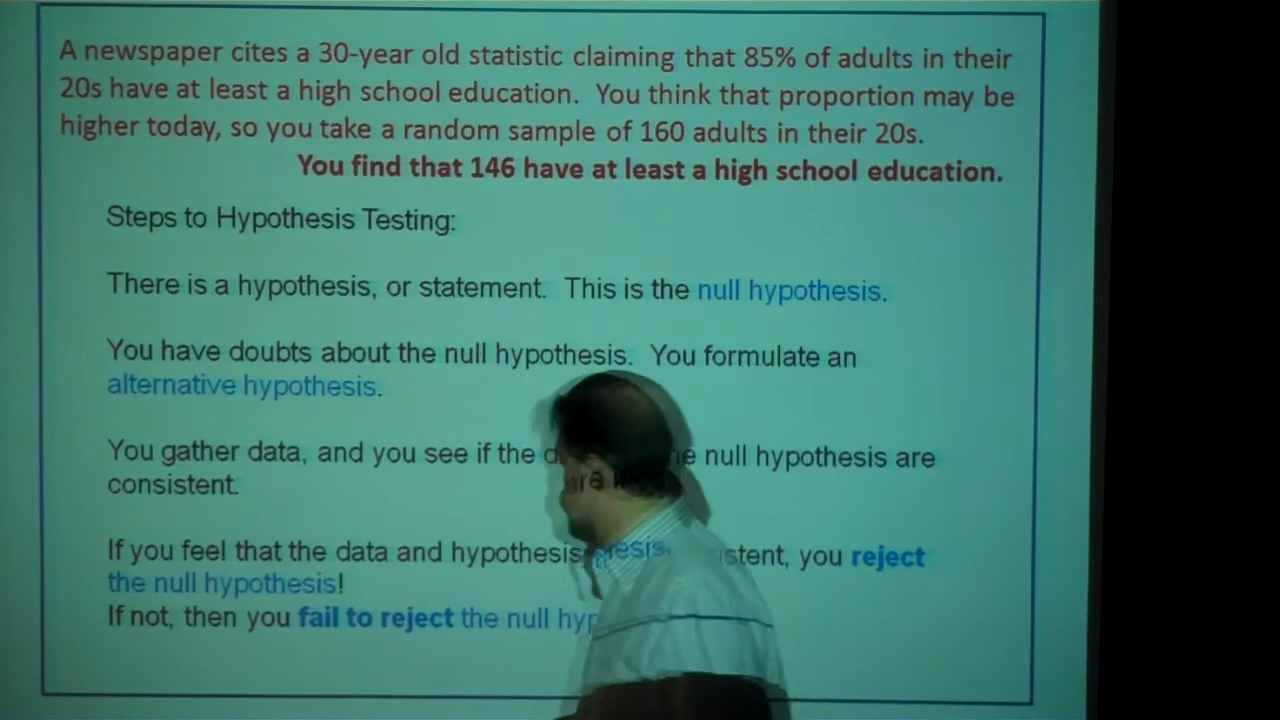 A newspaper cites a 30-year old statistic claiming that 85% of adults in their
20s have at least a high school education. You think that proportion may be
higher today, so you take a random sample of 160 adults in their 20s.
You find that 146 have at least a high school education.
Steps to Hypothesis Testing:
There is a hypothesis, or statement. This is the null hypothesis.
You have doubts about the null hypothesis. You formulate an
alternative hypothesis.
You gather data, and you see if the null hypothesis are
consistent.
If you feel that the data and hypothesis you reject
the null hypothesis!
If not, then you fail to reject the null